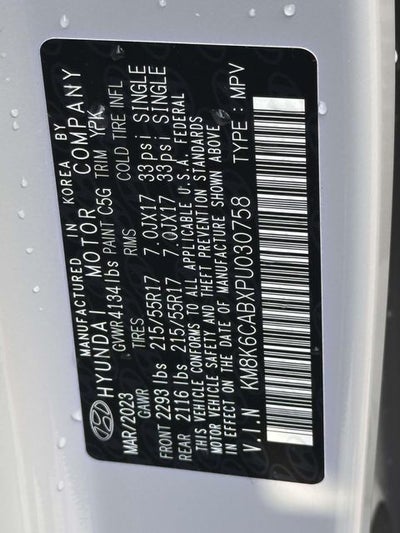 MANUFACTURED IN KOREA BY
HYUNDAI MOTOR COMPANY
MAR/2023 GVWR 4134 lbs PAINT C5G TRIM YPK
GAWR TIRES RIMS COLD TIRE INFL
FRONT 2293 lbs 215/55R17 7.0JX17 33psi SINGLE
REAR 2116 lbs 215/55R17 7.0JX17 33psi SINGLE
THIS VEHICLE CONFORMS TO ALL APPLICABLE U.S.A. FEDERAL
MOTOR VEHICLE SAFETY AND THEFT PREVENTION STANDARDS
IN EFFECT ON THE DATE OF MANUFACTURE SHOWN ABOVE
V.I.N KM8K6CABXPU030758 TYPE: MPV